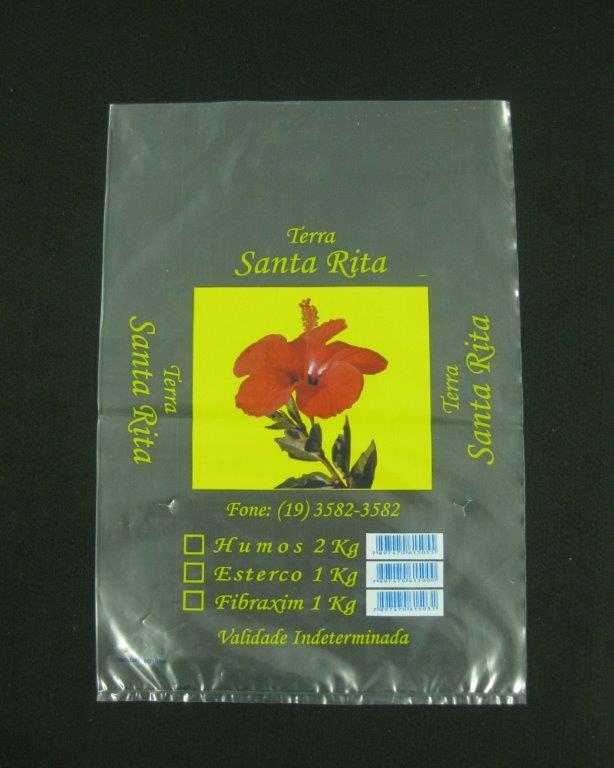 Terra
Santa Rita
Terra
Santa Rita
Terra
Santa Rita
Fone: (19) 3582-3582
Humos 2 Kg
Esterco 1 Kg
Fibraxim 1 Kg
Validade Indeterminada